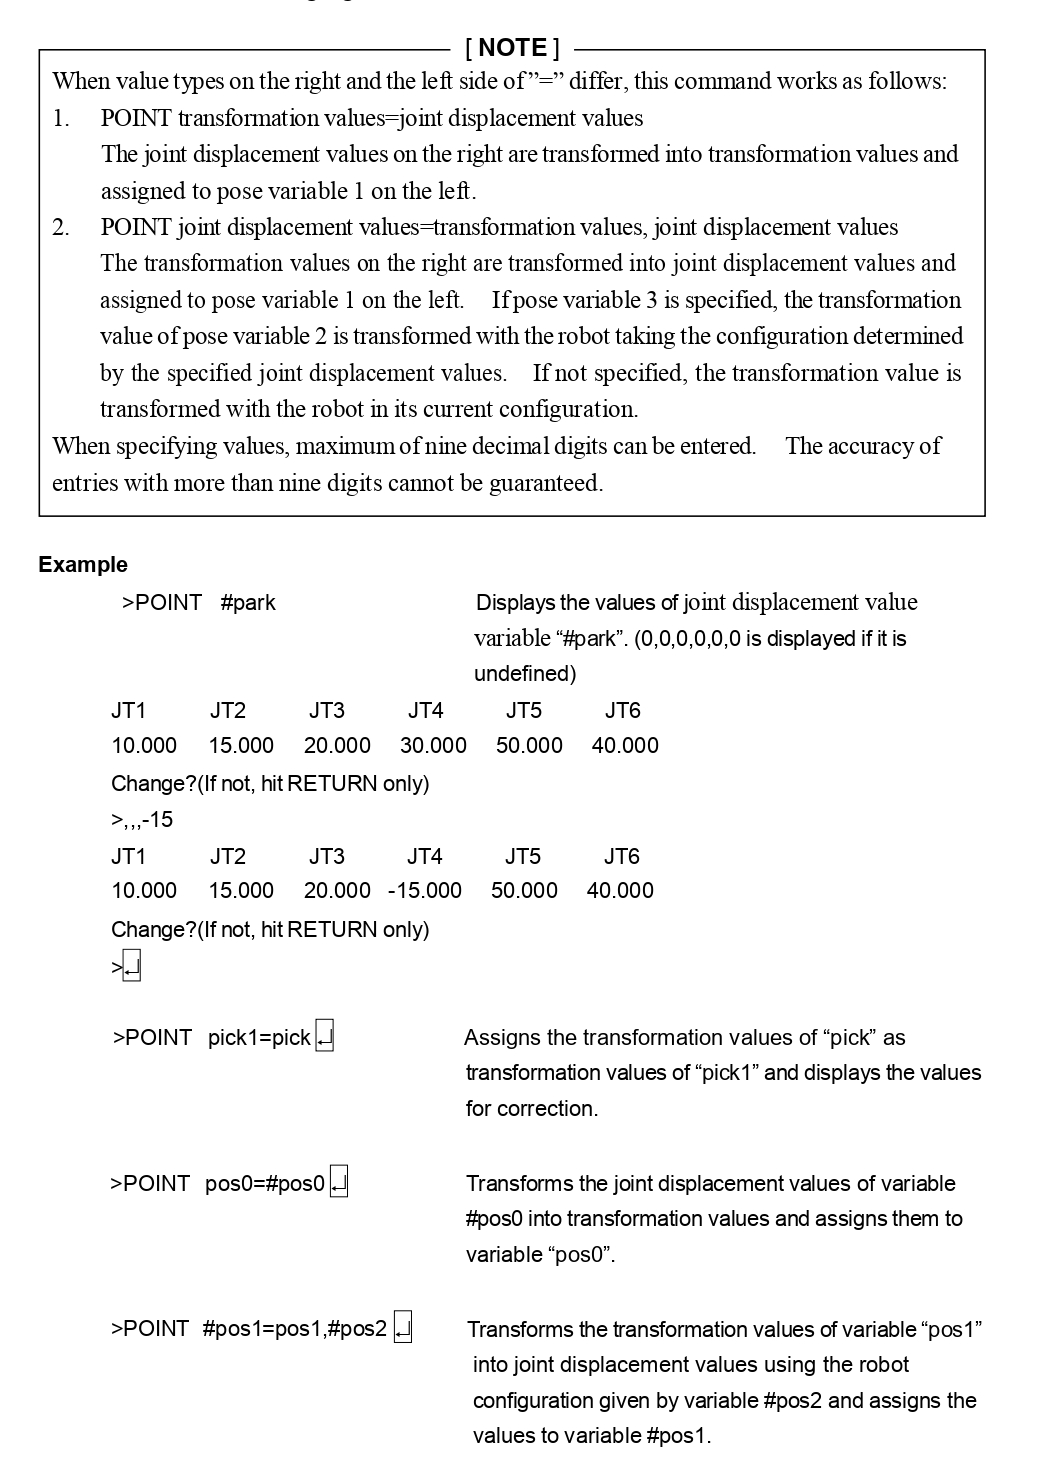 [ NOTE ]
When value types on the right and the left side of ”=” differ, this command works as follows:
1. POINT transformation values=joint displacement values
The joint displacement values on the right are transformed into transformation values and
assigned to pose variable 1 on the left.
2. POINT joint displacement values=transformation values, joint displacement values
The transformation values on the right are transformed into joint displacement values and
assigned to pose variable 1 on the left. If pose variable 3 is specified, the transformation
value of pose variable 2 is transformed with the robot taking the configuration determined
by the specified joint displacement values. If not specified, the transformation value is
transformed with the robot in its current configuration.
When specifying values, maximum of nine decimal digits can be entered. The accuracy of
entries with more than nine digits cannot be guaranteed.
Example
>POINT #park Displays the values of joint displacement value
variable “#park”. (0,0,0,0,0,0 is displayed if it is
undefined)
JT1 JT2 JT3 JT4 JT5 JT6
10.000 15.000 20.000 30.000 50.000 40.000
Change?(If not, hit RETURN only)
>,,,-15
JT1 JT2 JT3 JT4 JT5 JT6
10.000 15.000 20.000 -15.000 50.000 40.000
Change?(If not, hit RETURN only)
>↵
>POINT pick1=pick↵ Assigns the transformation values of “pick” as
transformation values of “pick1” and displays the values
for correction.
>POINT pos0=#pos0↵ Transforms the joint displacement values of variable
#pos0 into transformation values and assigns them to
variable “pos0”.
>POINT #pos1=pos1,#pos2↵ Transforms the transformation values of variable “pos1”
into joint displacement values using the robot
configuration given by variable #pos2 and assigns the
values to variable #pos1.